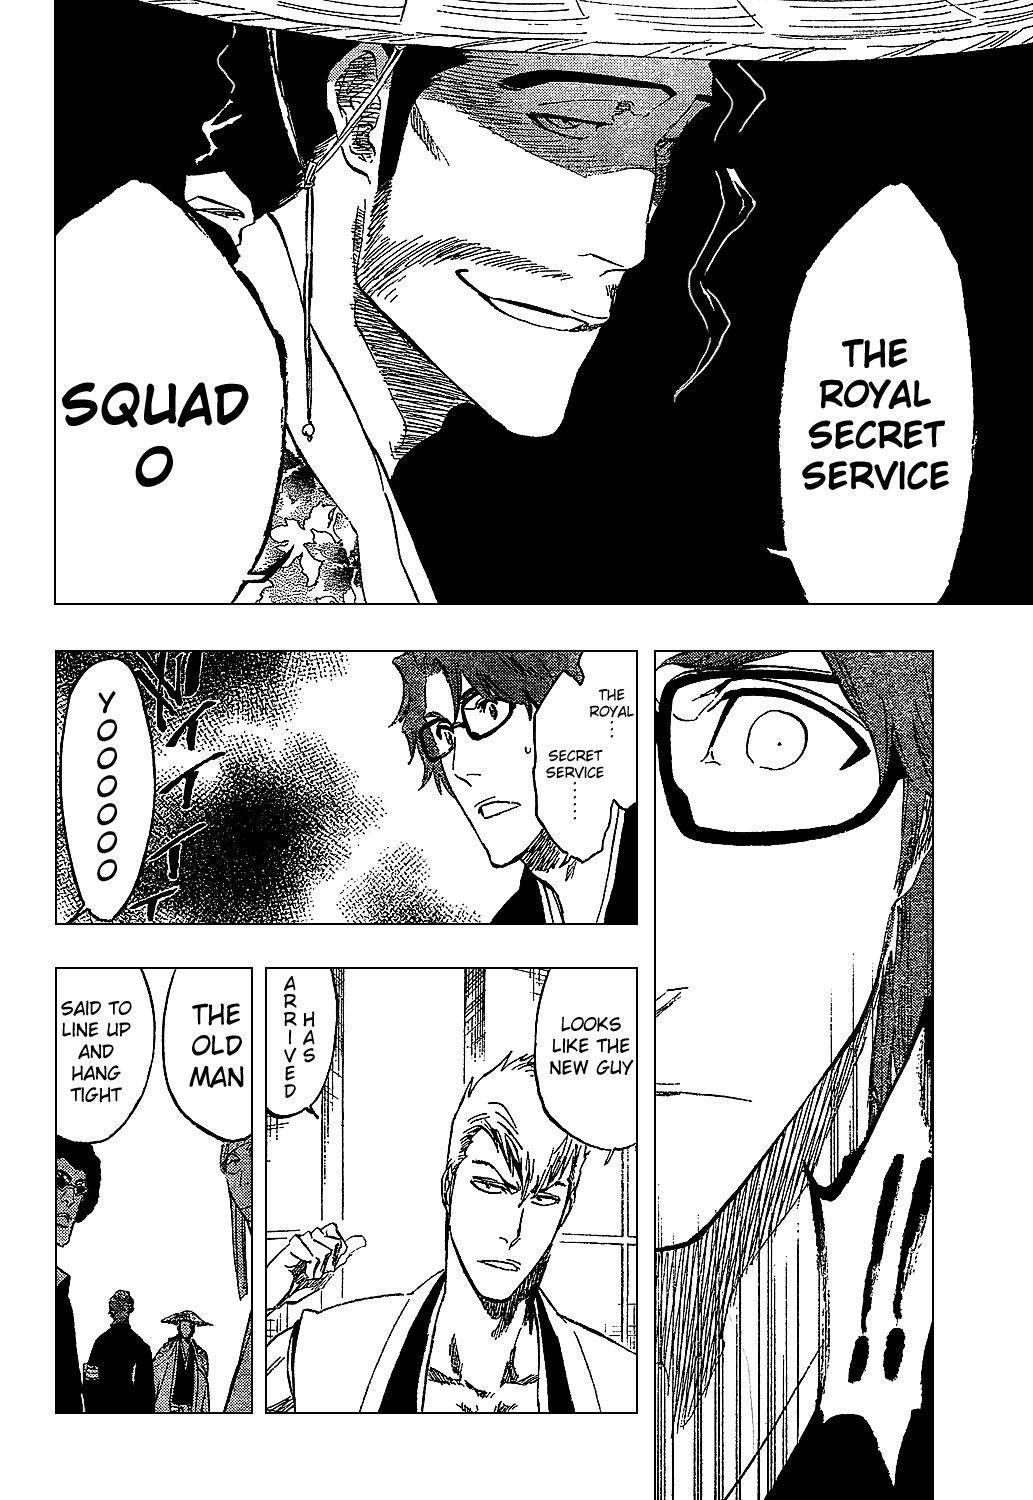 THE
ROYAL
SECRET
SERVICE
SQUAD
0
!!
THE
ROYAL
......
SECRET
SERVICE
......
YOOOOOO
LOOKS
LIKE THE
NEW GUY
HAS
ARRIVED
THE
OLD
MAN
SAID TO
LINE UP
AND
HANG
TIGHT